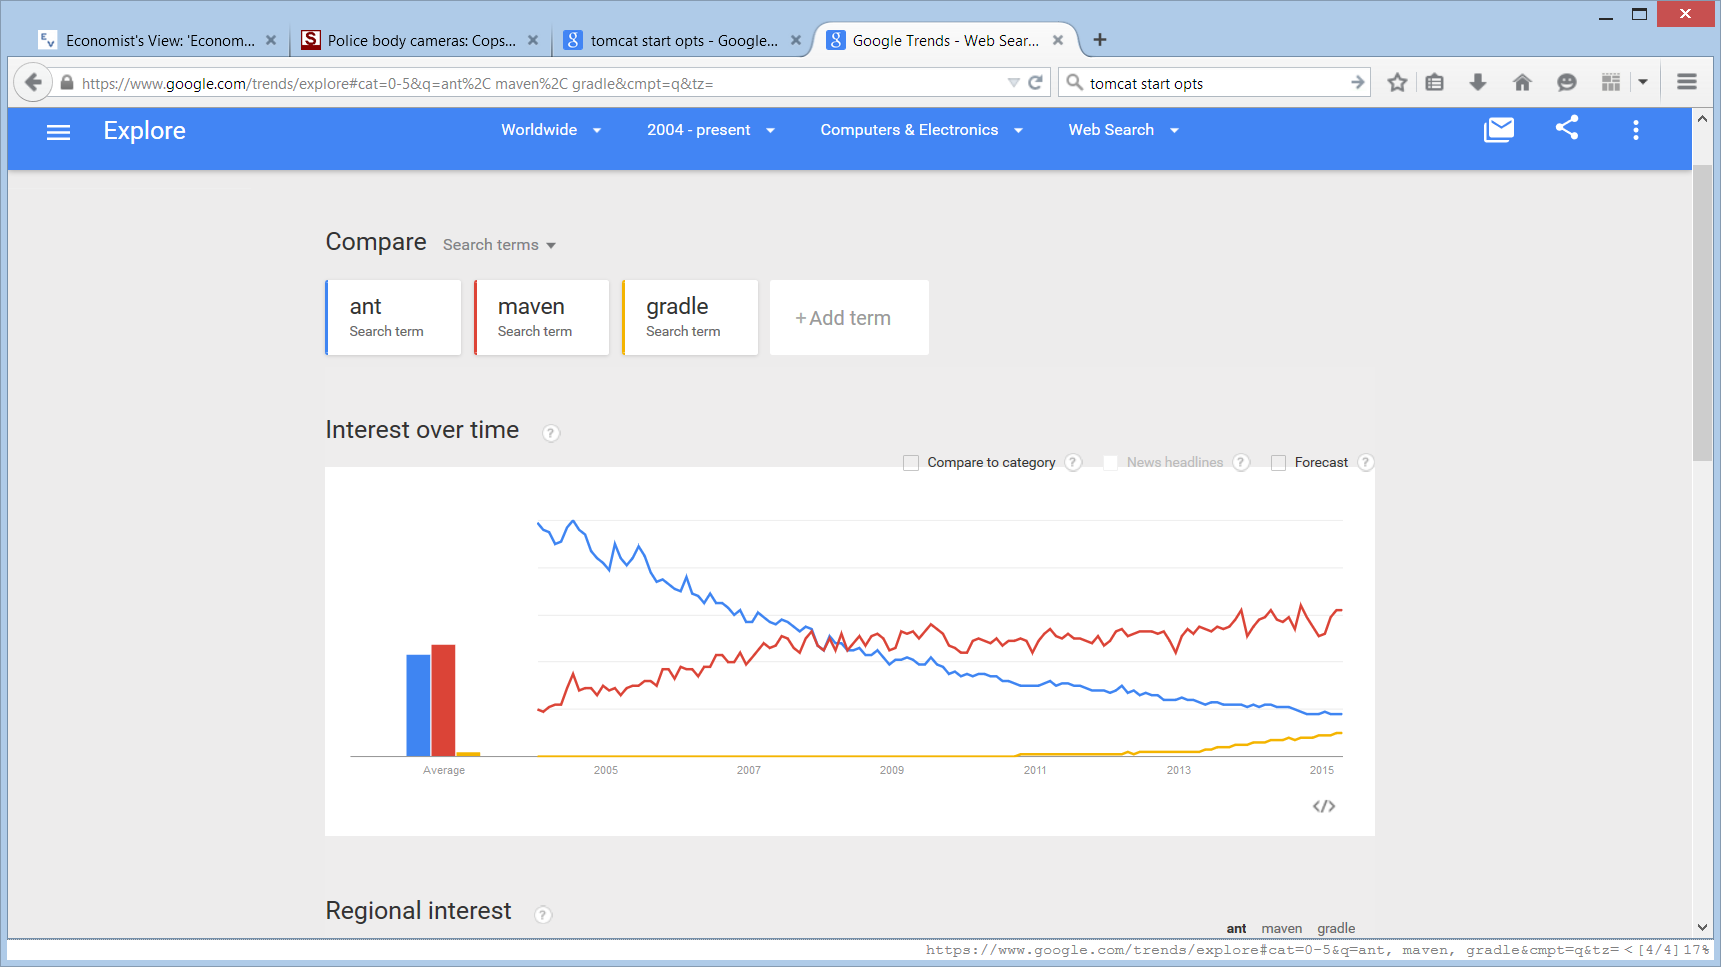 Economist's View: 'Econom...
Police body cameras: Cops...
tomcat start opts - Google...
Google Trends - Web Sear...
https://www.google.com/trends/explore#cat=0-5&q=ant%2C maven%2C gradle&cmpt=q&tz=
tomcat start opts
Explore
Worldwide
2004 - present
Computers & Electronics
Web Search
Compare
Search terms
ant
Search term
maven
Search term
gradle
Search term
+Add term
Interest over time
?
Compare to category
?
News headlines
?
Forecast
?
Average
2005
2007
2009
2011
2013
2015
</>
Regional interest
?
ant
maven
gradle
https://www.google.com/trends/explore#cat=0-5&q=ant, maven, gradle&cmpt=q&tz= < [4/4] 17%